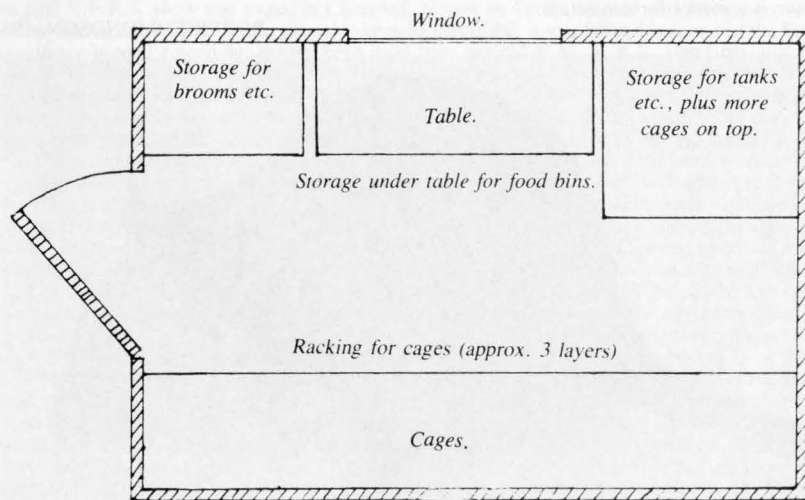 Window.
Storage for
brooms etc.
Table.
Storage for tanks
etc., plus more
cages on top.
Storage under table for food bins.
Racking for cages (approx. 3 layers)
Cages.